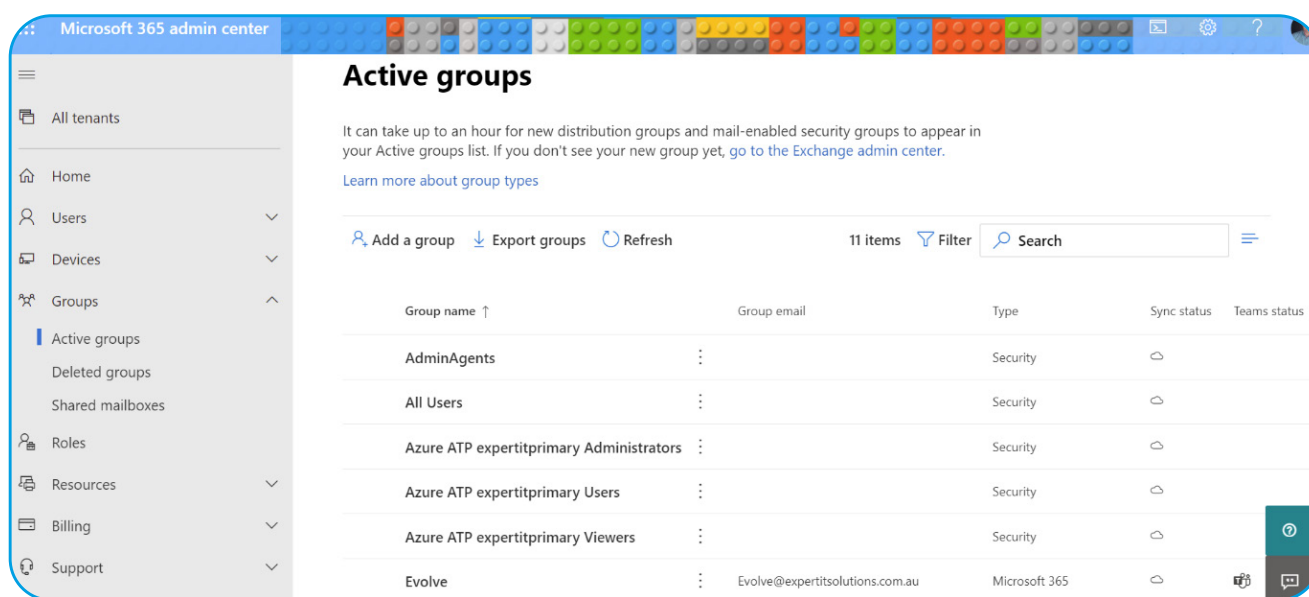 Microsoft 365 admin center
All tenants
Home
Users
Devices
Groups
Active groups
Deleted groups
Shared mailboxes
Roles
Resources
Billing
Support
Active groups
It can take up to an hour for new distribution groups and mail-enabled security groups to appear in
your Active groups list. If you don't see your new group yet, go to the Exchange admin center.
Learn more about group types
Add a group Export groups Refresh 11 items Filter Search
Group name ↑ Group email Type Sync status Teams status
AdminAgents Security
All Users Security
Azure ATP expertitprimary Administrators Security
Azure ATP expertitprimary Users Security
Azure ATP expertitprimary Viewers Security
Evolve Evolve@expertitsolutions.com.au Microsoft 365